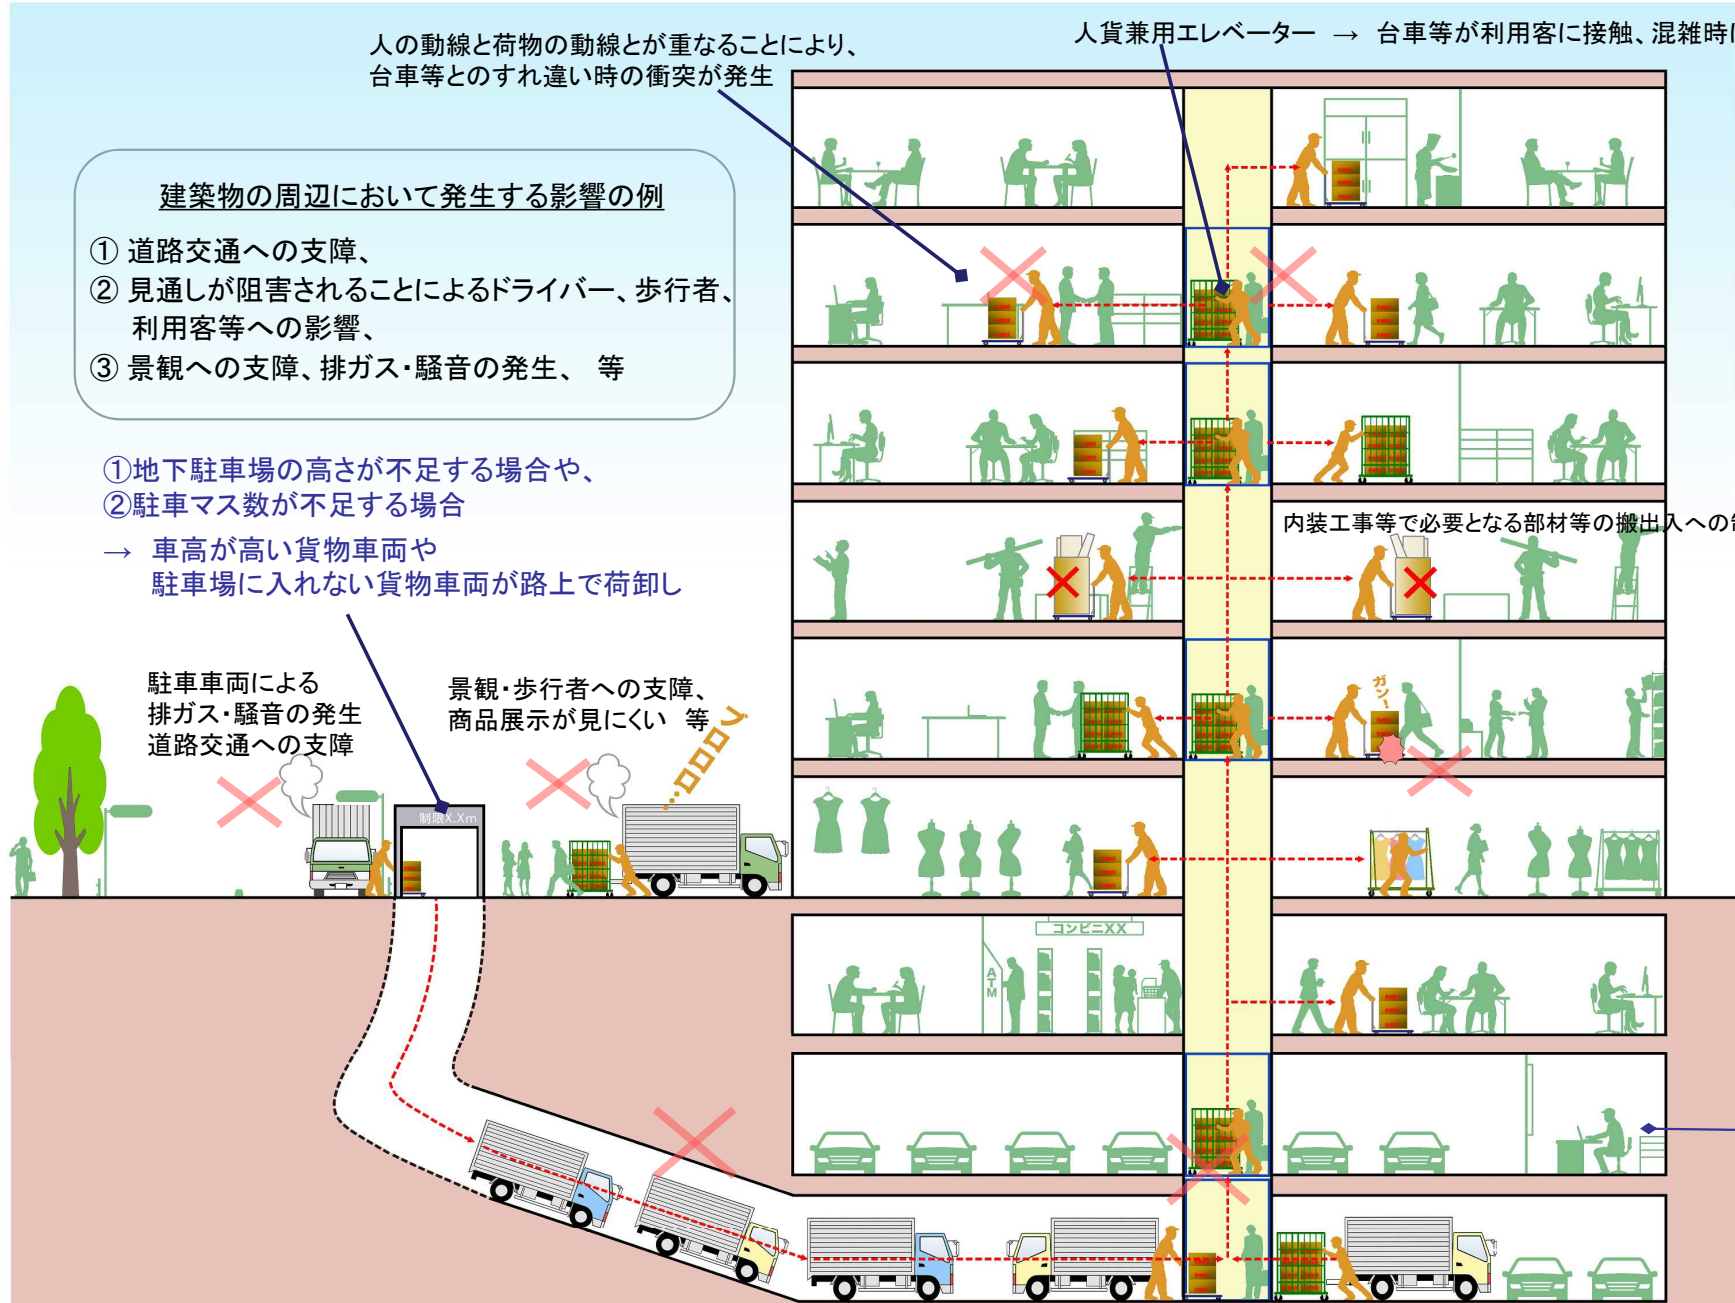 人の動線と荷物の動線とが重なることにより、
台車等とのすれ違い時の衝突が発生
人貨兼用エレベーター → 台車等が利用客に接触、混雑時に
建築物の周辺において発生する影響の例
① 道路交通への支障、
② 見通しが阻害されることによるドライバー、歩行者、
利用客等への影響、
③ 景観への支障、排ガス・騒音の発生、 等
①地下駐車場の高さが不足する場合や、
②駐車マス数が不足する場合
→ 車高が高い貨物車両や
駐車場に入れない貨物車両が路上で荷卸し
内装工事等で必要となる部材等の搬出入への
駐車車両による
排ガス・騒音の発生
道路交通への支障
景観・歩行者への支障、
商品展示が見にくい 等
ブロロロ…
ガン!
制限X.Xm
コンビニXX
ATM